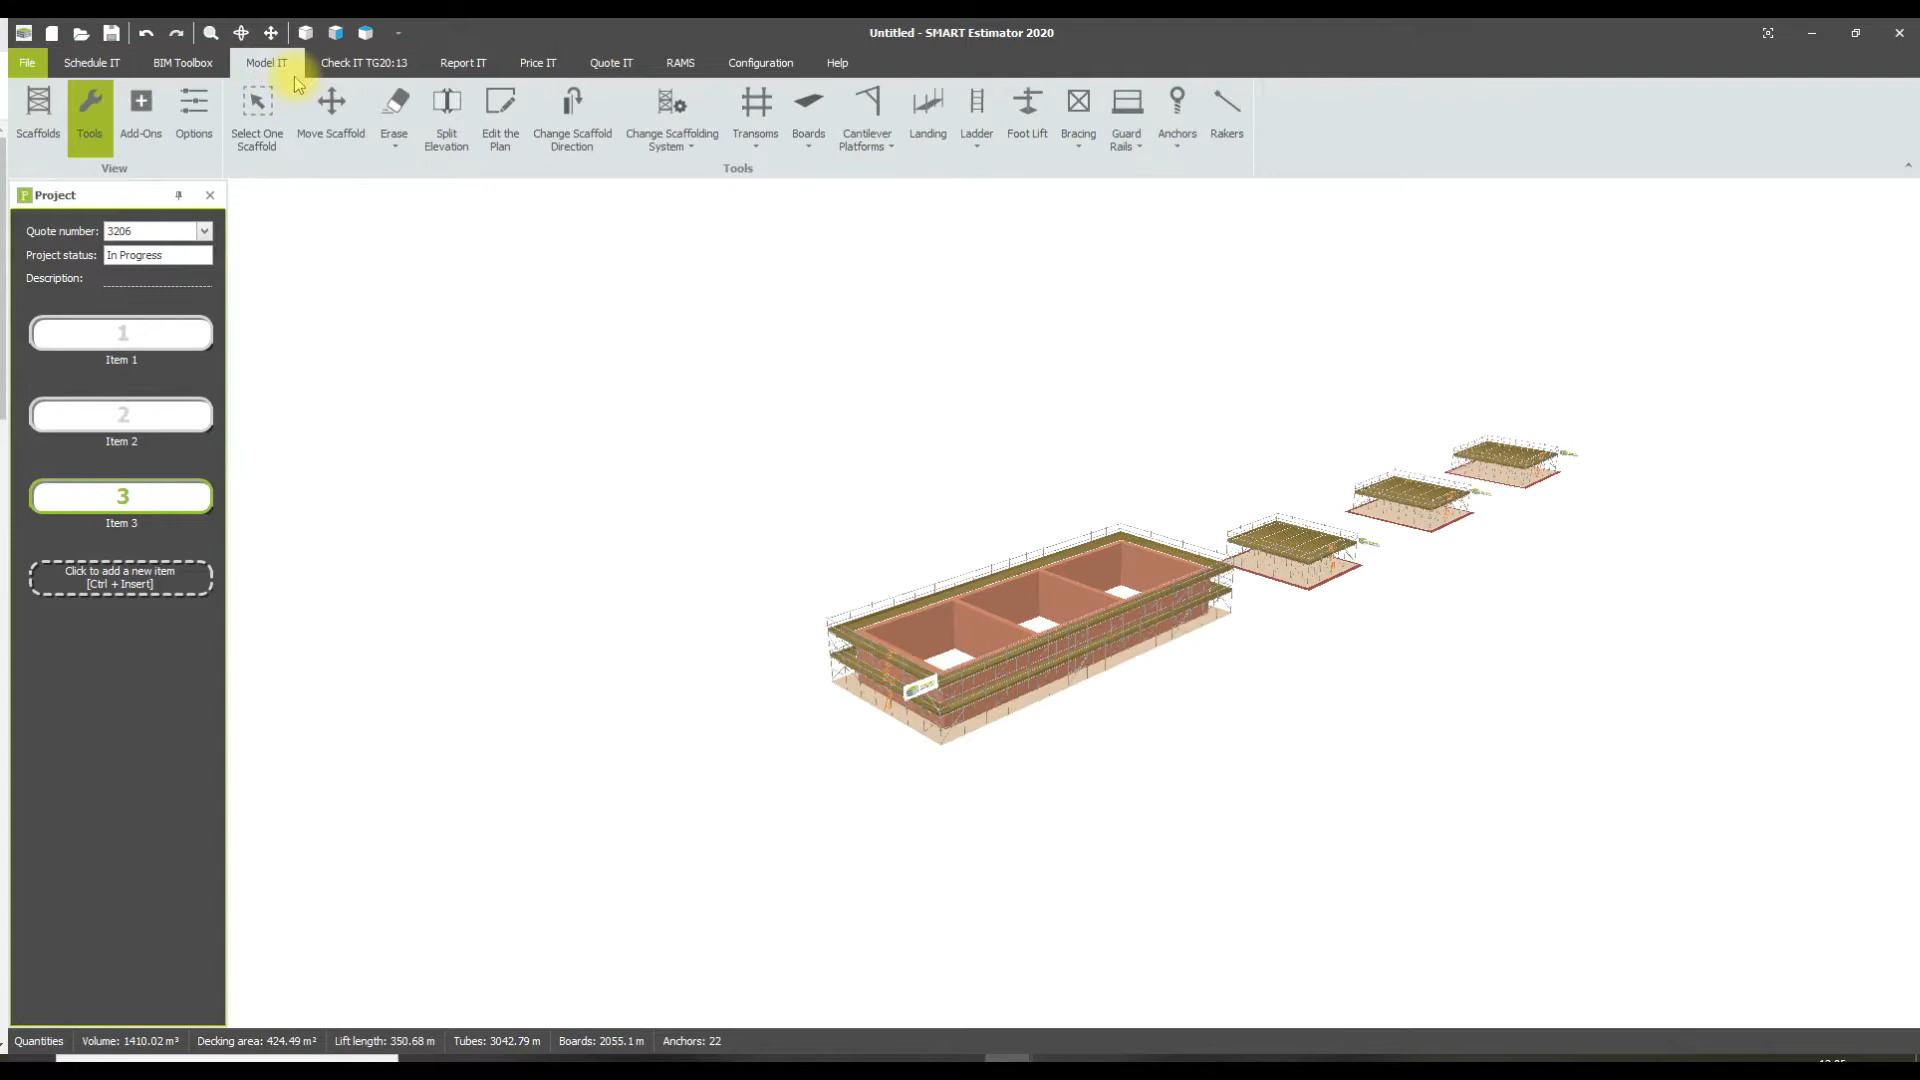 Untitled - SMART Estimator 2020
File
Schedule IT
BIM Toolbox
Model IT
Check IT TG20:13
Report IT
Price IT
Quote IT
RAMS
Configuration
Help
Scaffolds
Tools
Add-Ons
Options
Select One
Scaffold
Move Scaffold
Erase
Split
Elevation
Edit the
Plan
Change Scaffold
Direction
Change Scaffolding
System
Transoms
Boards
Cantilever
Platforms
Landing
Ladder
Foot Lift
Bracing
Guard
Rails
Anchors
Rakers
View
Tools
Project
Quote number: 3206
Project status: In Progress
Description:
1
Item 1
2
Item 2
3
Item 3
Click to add a new item
[Ctrl + Insert]
Quantities
Volume: 1410.02 m³
Decking area: 424.49 m²
Lift length: 350.68 m
Tubes: 3042.79 m
Boards: 2055.1 m
Anchors: 22